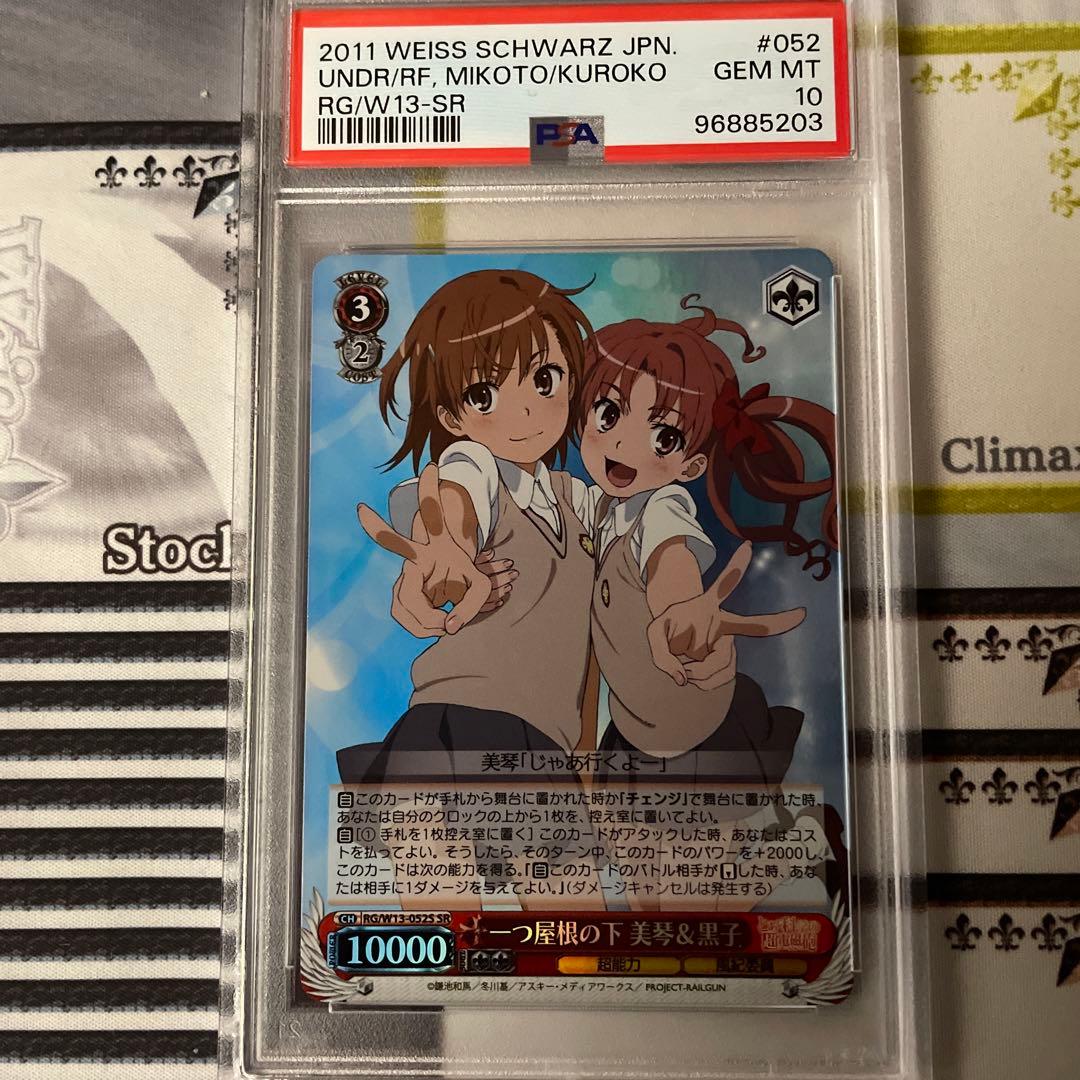 2011 WEISS SCHWARZ JPN.
#052
UNDR/RF, MIKOTO/KUROKO
GEM MT
RG/W13-SR
10
PSA
96885203
LEVEL
3
2
COST
Stock
Climax
美琴「じゃあ行くよー」
自このカードが手札から舞台に置かれた時か「チェンジ」で舞台に置かれた時、
あなたは自分のクロックの上から1枚を、控え室に置いてよい。
自[① 手札を1枚控え室に置く] このカードがアタックした時、あなたはコス
トを払ってよい。そうしたら、そのターン中、このカードのパワーを+2000し、
このカードは次の能力を得る。「自このカードのバトル相手が
した時、あな
たは相手に1ダメージを与えてよい。」(ダメージキャンセルは発生する)
CH RG/W13-052S SR
10000
一つ屋根の下 美琴&黒子
超能力
風紀委員
©鎌池和馬/冬川基/アスキー・メディアワークス/PROJECT-RAILGUN